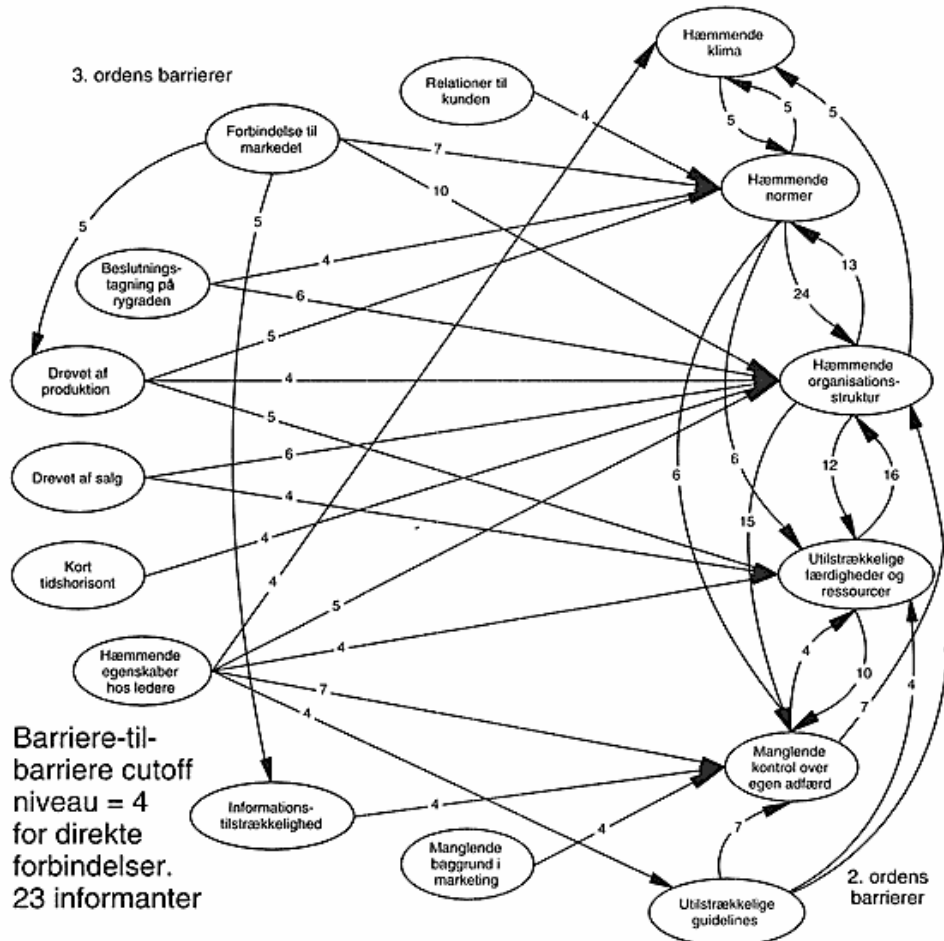 Hæmmende
klima
3. ordens barrierer
Relationer til
kunden
4
5
5
5
Forbindelse til
markedet
7
10
Hæmmende
normer
5
5
Beslutnings-
tagning på
rygraden
4
6
13
24
5
Drevet af
produktion
4
5
Hæmmende
organisations-
struktur
Drevet af salg
6
4
6
6
12
16
15
Kort
tidshorisont
4
4
5
Utilstrækkelige
færdigheder og
ressourcer
Hæmmende
egenskaber
hos ledere
4
7
4
4
10
4
7
Barriere-til-
barriere cutoff
niveau = 4
for direkte
forbindelser.
23 informanter
Informations-
tilstrækkelighed
4
Manglende
kontrol over
egen adfærd
Manglende
baggrund i
marketing
4
7
Utilstrækkelige
guidelines
2. ordens
barrierer